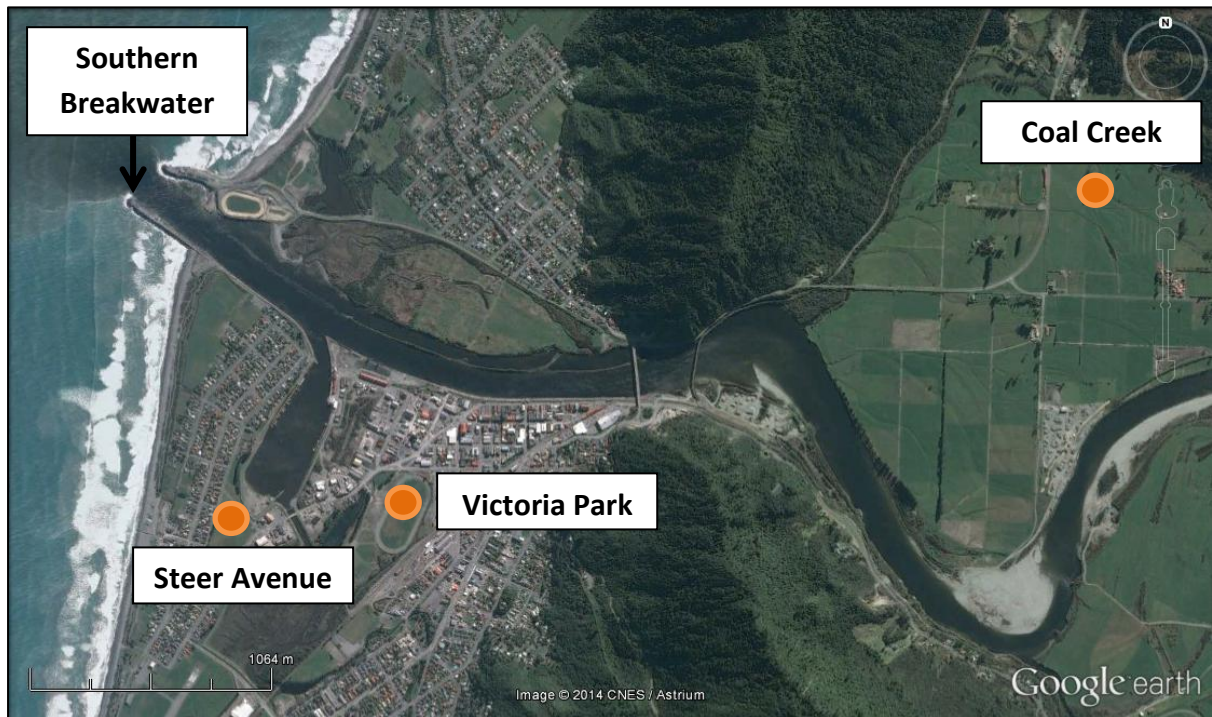 Southern
Breakwater
N
Coal Creek
Victoria Park
Steer Avenue
1064 m
Image © 2014 CNES / Astrium
Google earth